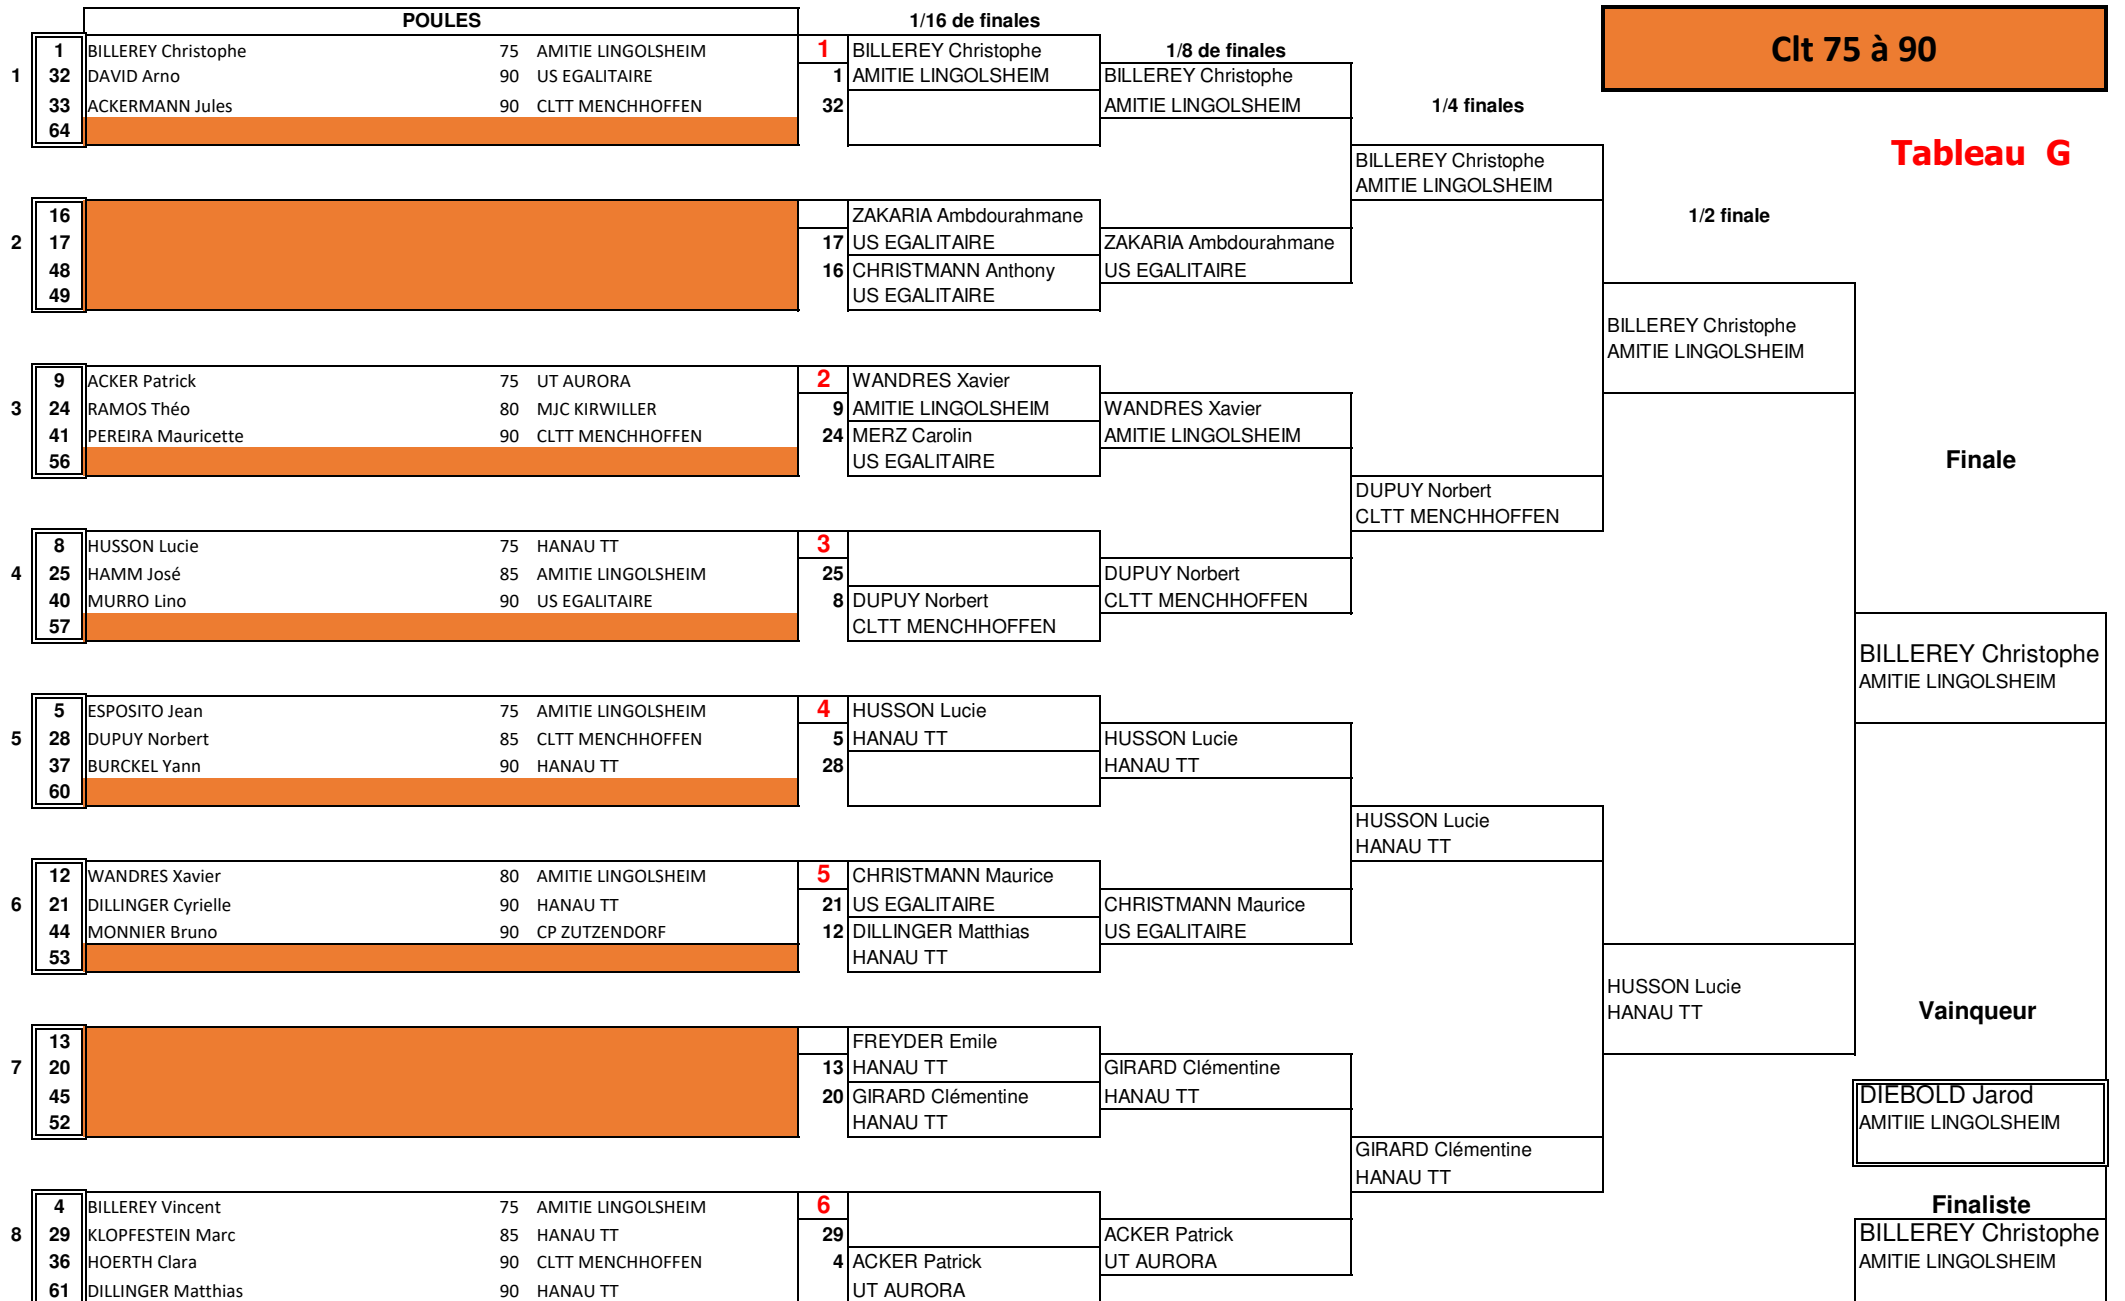 POULES 1/16 de finales
Clt 75 à 90
1 BILLEREY Christophe 75 AMITIE LINGOLSHEIM 1 BILLEREY Christophe 1/8 de finales
1 32 DAVID Arno 90 US EGALITAIRE 1 AMITIE LINGOLSHEIM BILLEREY Christophe
33 ACKERMANN Jules 90 CLTT MENCHHOFFEN 32 AMITIE LINGOLSHEIM 1/4 finales
64
Tableau G
BILLEREY Christophe
AMITIE LINGOLSHEIM
16 ZAKARIA Ambdourahmane 1/2 finale
2 17 17 US EGALITAIRE ZAKARIA Ambdourahmane
48 16 CHRISTMANN Anthony US EGALITAIRE
49 US EGALITAIRE
BILLEREY Christophe
AMITIE LINGOLSHEIM
9 ACKER Patrick 75 UT AURORA 2 WANDRES Xavier
3 24 RAMOS Théo 80 MJC KIRWILLER 9 AMITIE LINGOLSHEIM WANDRES Xavier
41 PEREIRA Mauricette 90 CLTT MENCHHOFFEN 24 MERZ Carolin AMITIE LINGOLSHEIM
56 US EGALITAIRE Finale
DUPUY Norbert
CLTT MENCHHOFFEN
8 HUSSON Lucie 75 HANAU TT 3
4 25 HAMM José 85 AMITIE LINGOLSHEIM 25 DUPUY Norbert
40 MURRO Lino 90 US EGALITAIRE 8 DUPUY Norbert CLTT MENCHHOFFEN
57 CLTT MENCHHOFFEN
BILLEREY Christophe
AMITIE LINGOLSHEIM
5 ESPOSITO Jean 75 AMITIE LINGOLSHEIM 4 HUSSON Lucie
5 28 DUPUY Norbert 85 CLTT MENCHHOFFEN 5 HANAU TT HUSSON Lucie
37 BURCKEL Yann 90 HANAU TT 28 HANAU TT
60
HUSSON Lucie
HANAU TT
12 WANDRES Xavier 80 AMITIE LINGOLSHEIM 5 CHRISTMANN Maurice
6 21 DILLINGER Cyrielle 90 HANAU TT 21 US EGALITAIRE CHRISTMANN Maurice
44 MONNIER Bruno 90 CP ZUTZENDORF 12 DILLINGER Matthias US EGALITAIRE
53 HANAU TT
HUSSON Lucie
HANAU TT Vainqueur
13 FREYDER Emile
7 20 13 HANAU TT GIRARD Clémentine
45 20 GIRARD Clémentine HANAU TT DIEBOLD Jarod
52 HANAU TT AMITIIE LINGOLSHEIM
GIRARD Clémentine
HANAU TT
4 BILLEREY Vincent 75 AMITIE LINGOLSHEIM 6 Finaliste
8 29 KLOPFESTEIN Marc 85 HANAU TT 29 ACKER Patrick BILLEREY Christophe
36 HOERTH Clara 90 CLTT MENCHHOFFEN 4 ACKER Patrick UT AURORA AMITIE LINGOLSHEIM
61 DILLINGER Matthias 90 HANAU TT UT AURORA